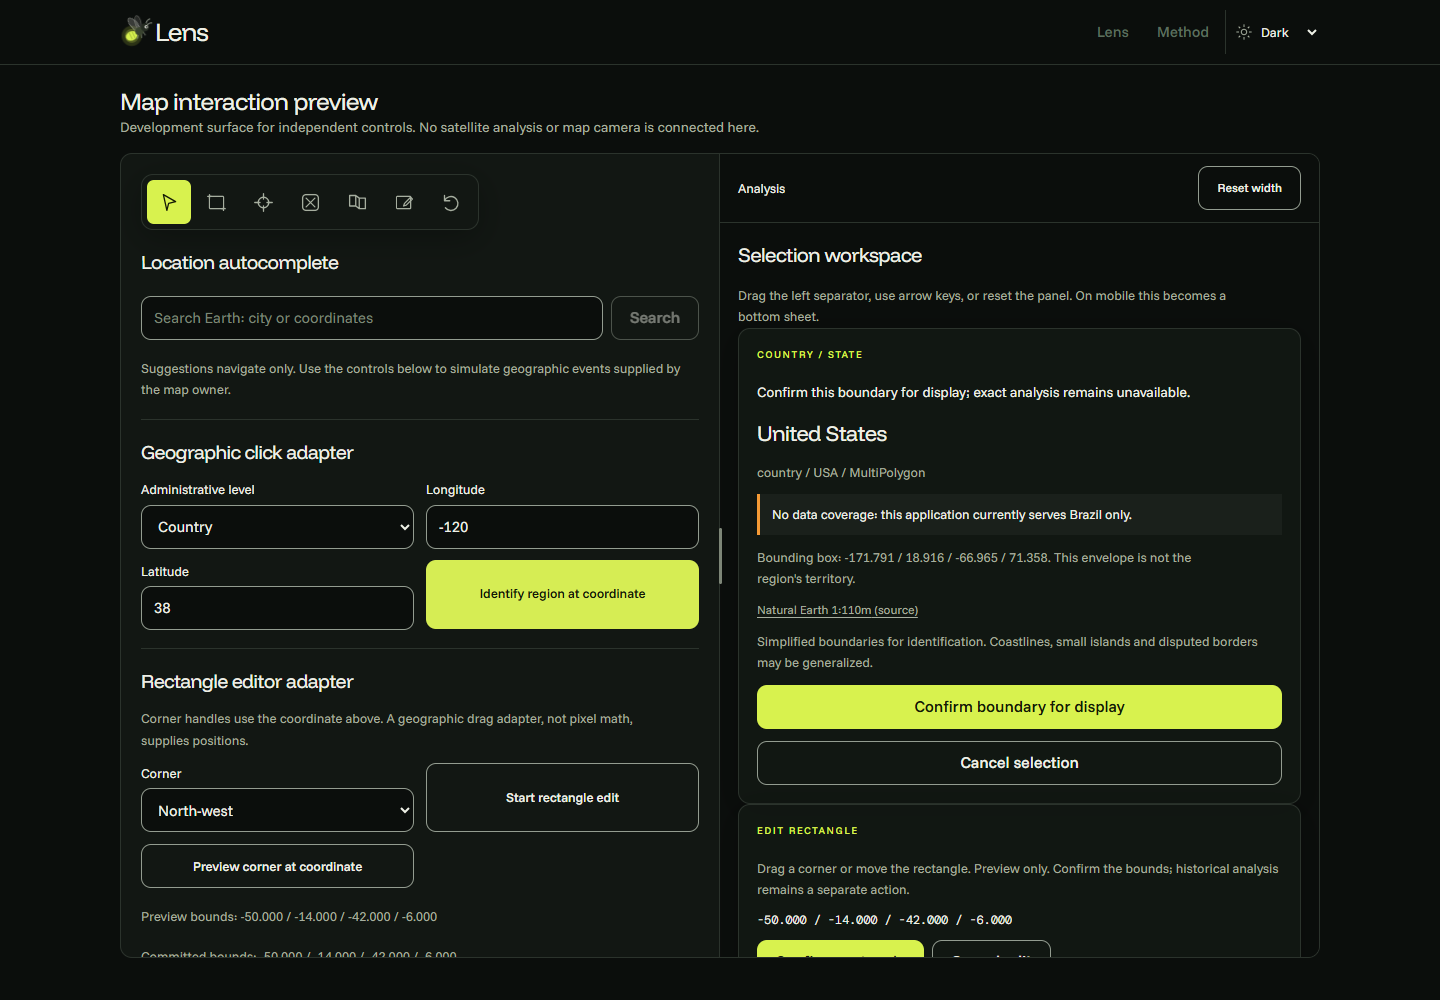 Lens
Lens
Method
Dark
Map interaction preview
Development surface for independent controls. No satellite analysis or map camera is connected here.
Location autocomplete
Search Earth: city or coordinates
Search
Suggestions navigate only. Use the controls below to simulate geographic events supplied by
the map owner.
Geographic click adapter
Administrative level
Longitude
Country
-120
Latitude
38
Identify region at coordinate
Rectangle editor adapter
Corner handles use the coordinate above. A geographic drag adapter, not pixel math,
supplies positions.
Corner
North-west
Start rectangle edit
Preview corner at coordinate
Preview bounds: -50.000 / -14.000 / -42.000 / -6.000
Committed bounds: -50.000 / -14.000 / -42.000 / -6.000
Analysis
Reset width
Selection workspace
Drag the left separator, use arrow keys, or reset the panel. On mobile this becomes a
bottom sheet.
COUNTRY / STATE
Confirm this boundary for display; exact analysis remains unavailable.
United States
country / USA / MultiPolygon
No data coverage: this application currently serves Brazil only.
Bounding box: -171.791 / 18.916 / -66.965 / 71.358. This envelope is not the
region's territory.
Natural Earth 1:110m (source)
Simplified boundaries for identification. Coastlines, small islands and disputed borders
may be generalized.
Confirm boundary for display
Cancel selection
EDIT RECTANGLE
Drag a corner or move the rectangle. Preview only. Confirm the bounds; historical analysis
remains a separate action.
-50.000 / -14.000 / -42.000 / -6.000